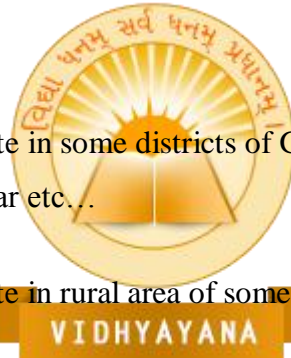 વિદ્યા ધનમ્ સર્વ ધનમ્ પ્રધાનમ્ ।
te in some districts of G
ar etc…
te in rural area of some
VIDHYAYANA